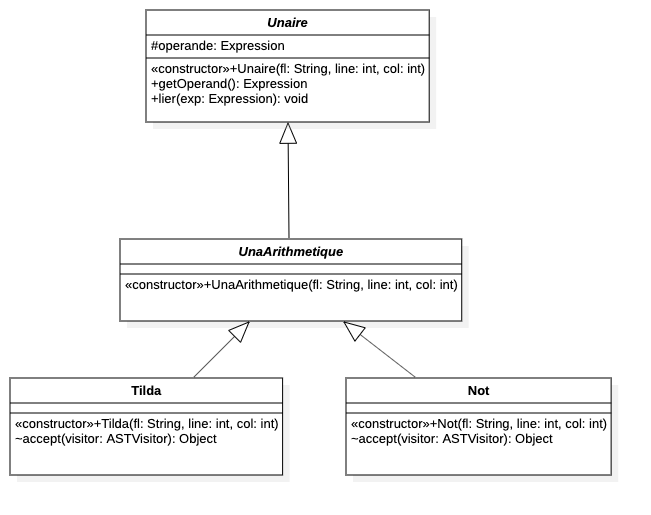 Unaire
#operande: Expression
«constructor»+Unaire(fl: String, line: int, col: int)
+getOperand(): Expression
+lier(exp: Expression): void
UnaArithmetique
«constructor»+UnaArithmetique(fl: String, line: int, col: int)
Tilda
«constructor»+Tilda(fl: String, line: int, col: int)
~accept(visitor: ASTVisitor): Object
Not
«constructor»+Not(fl: String, line: int, col: int)
~accept(visitor: ASTVisitor): Object